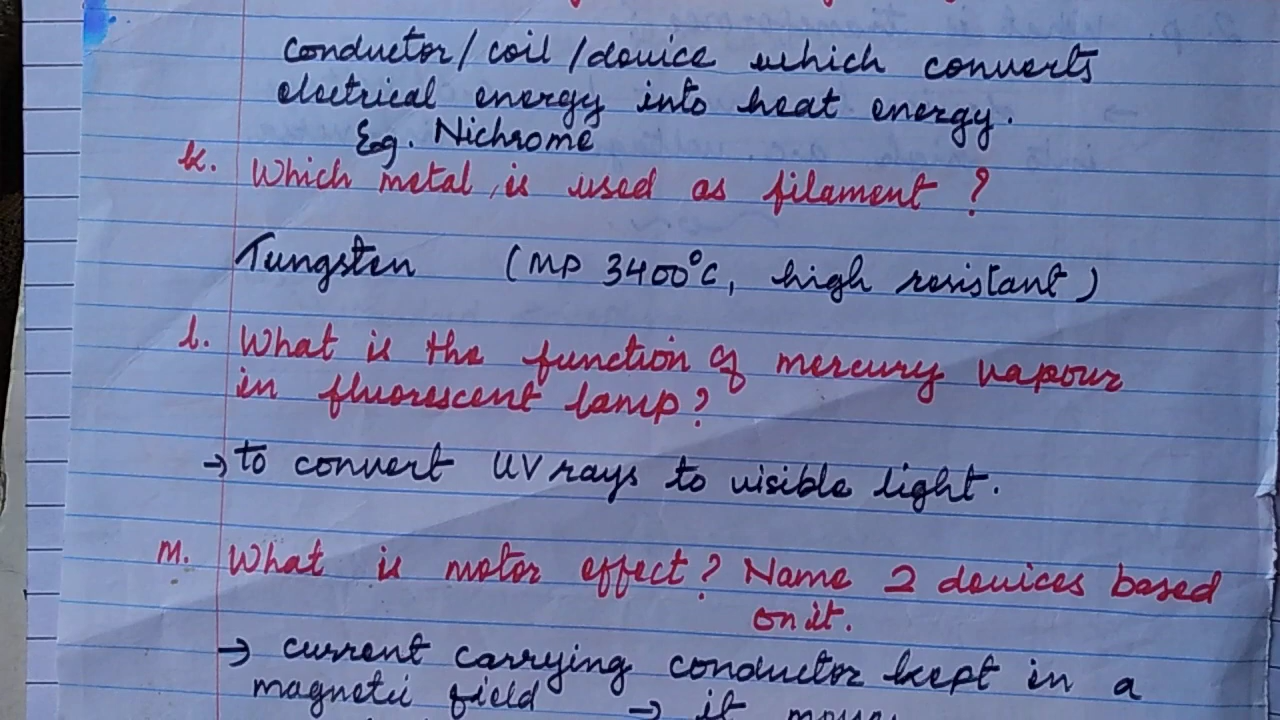 conductor/coil/device which converts
electrical energy into heat energy.
Eg. Nichrome
k. Which metal is used as filament ?
Tungsten (MP 3400°C, high resistant)
l. What is the function of mercury vapour
in fluorescent lamp?
→ to convert UV rays to visible light.
m. What is motor effect? Name 2 devices based
on it.
→ current carrying conductor kept in a
magnetic field → it moves